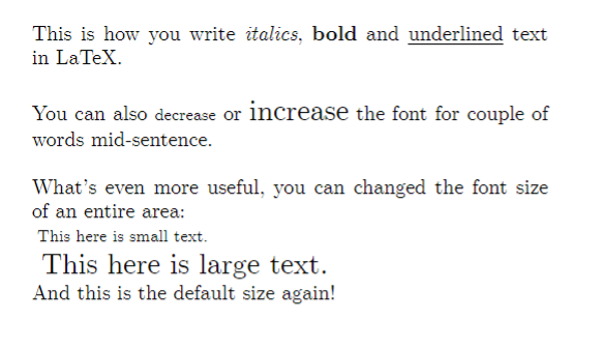 This is how you write italics, bold and underlined text
in LaTeX.
You can also decrease or increase the font for couple of
words mid-sentence.
What's even more useful, you can changed the font size
of an entire area:
This here is small text.
This here is large text.
And this is the default size again!